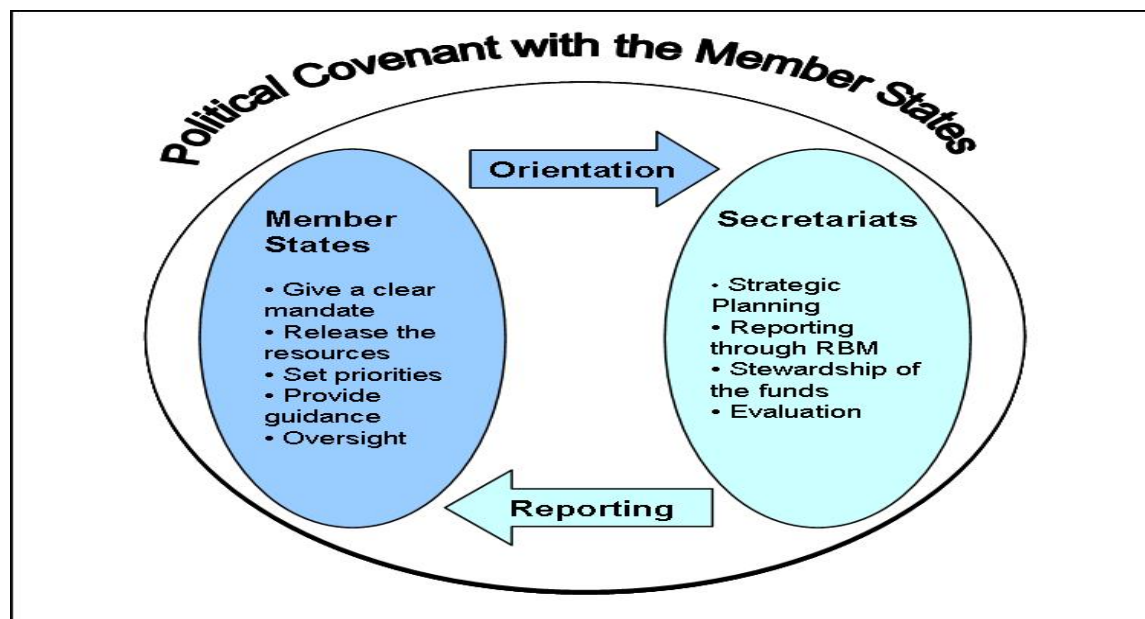 Political Covenant with the Member States
Orientation
Member
States
• Give a clear
mandate
• Release the
resources
• Set priorities
• Provide
guidance
• Oversight
Secretariats
• Strategic
Planning
• Reporting
through RBM
• Stewardship of
the funds
• Evaluation
Reporting